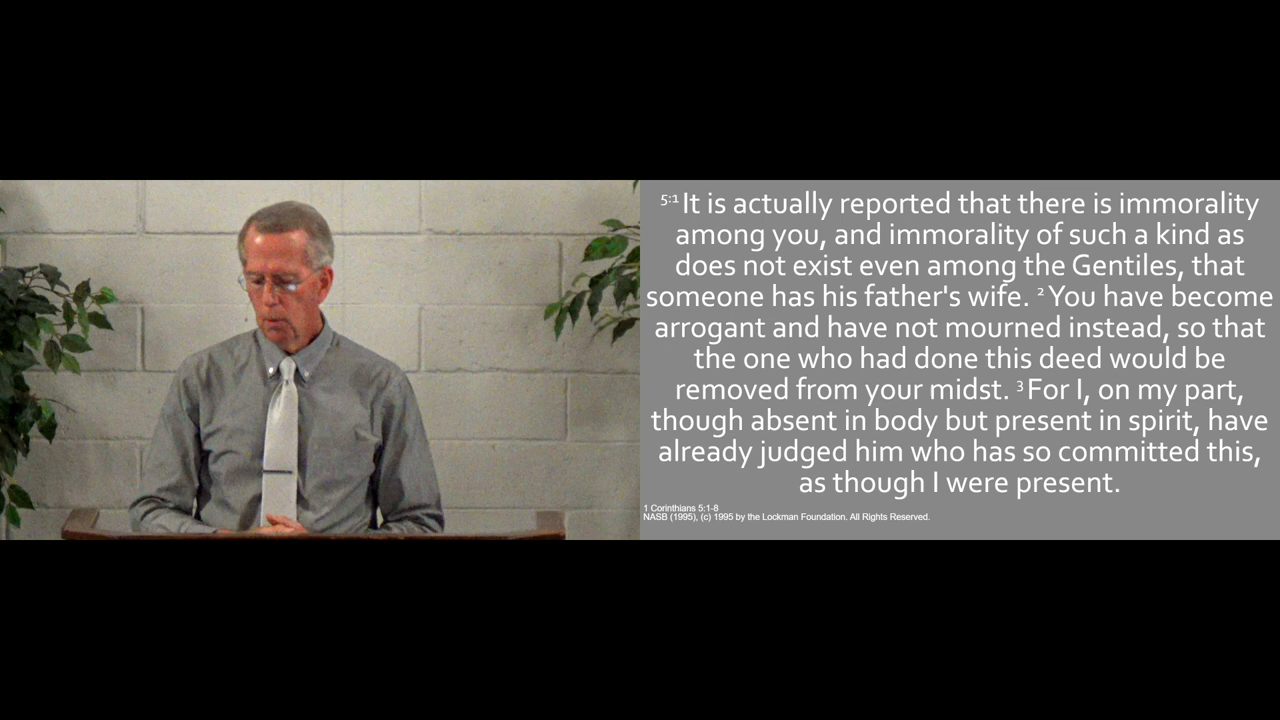 5:1 It is actually reported that there is immorality
among you, and immorality of such a kind as
does not exist even among the Gentiles, that
someone has his father's wife. 2 You have become
arrogant and have not mourned instead, so that
the one who had done this deed would be
removed from your midst. 3 For I, on my part,
though absent in body but present in spirit, have
already judged him who has so committed this,
as though I were present.
1 Corinthians 5:1-8
NASB (1995), (c) 1995 by the Lockman Foundation. All Rights Reserved.